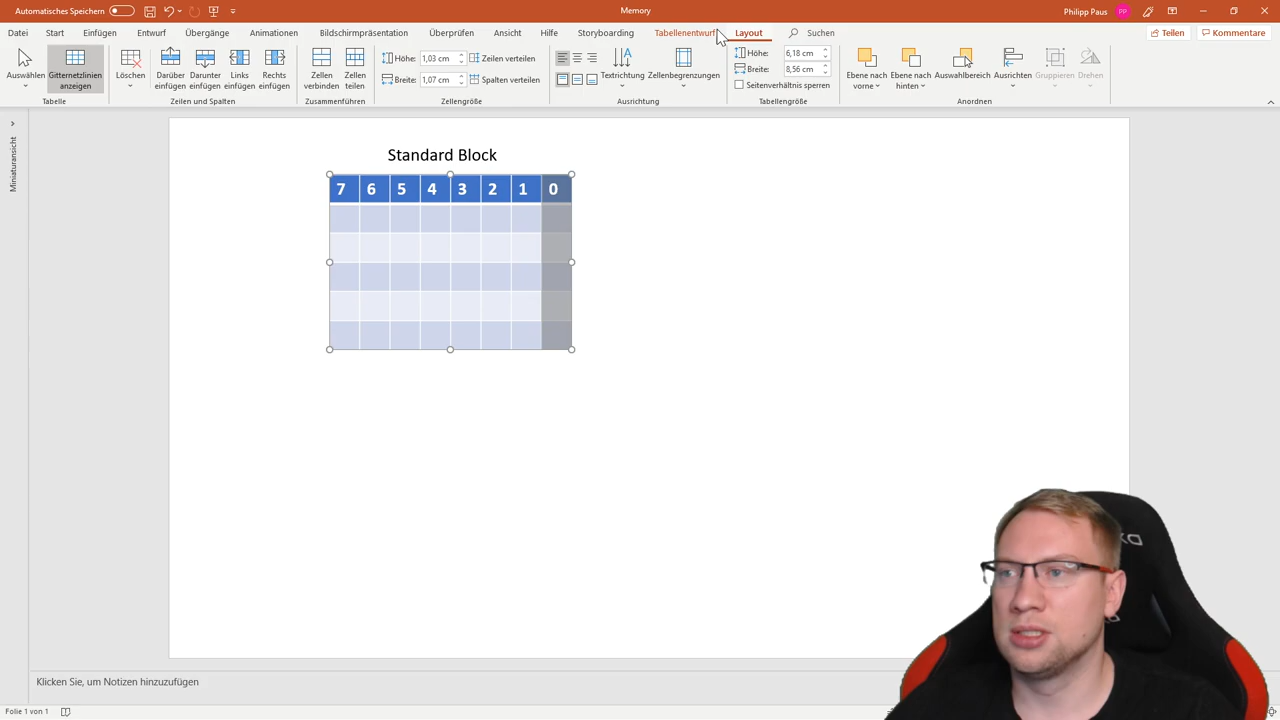 Automatisches Speichern
Memory
Philipp Paus
PP
Datei
Start
Einfügen
Entwurf
Übergänge
Animationen
Bildschirmpräsentation
Überprüfen
Ansicht
Hilfe
Storyboarding
Tabellenentwurf
Layout
Suchen
Teilen
Kommentare
Auswählen
Gitternetzlinien anzeigen
Löschen
Darüber einfügen
Darunter einfügen
Links einfügen
Rechts einfügen
Zellen verbinden
Zellen teilen
Höhe: 1,03 cm
Breite: 1,07 cm
Zeilen verteilen
Spalten verteilen
Textrichtung
Zellenbegrenzungen
Höhe: 6,18 cm
Breite: 8,56 cm
Seitenverhältnis sperren
Ebene nach vorne
Ebene nach hinten
Auswahlbereich
Ausrichten
Gruppieren
Drehen
Tabelle
Zeilen und Spalten
Zusammenführen
Zellengröße
Ausrichtung
Tabellengröße
Anordnen
Miniaturansicht
Standard Block
7 6 5 4 3 2 1 0
Klicken Sie, um Notizen hinzuzufügen
Folie 1 von 1